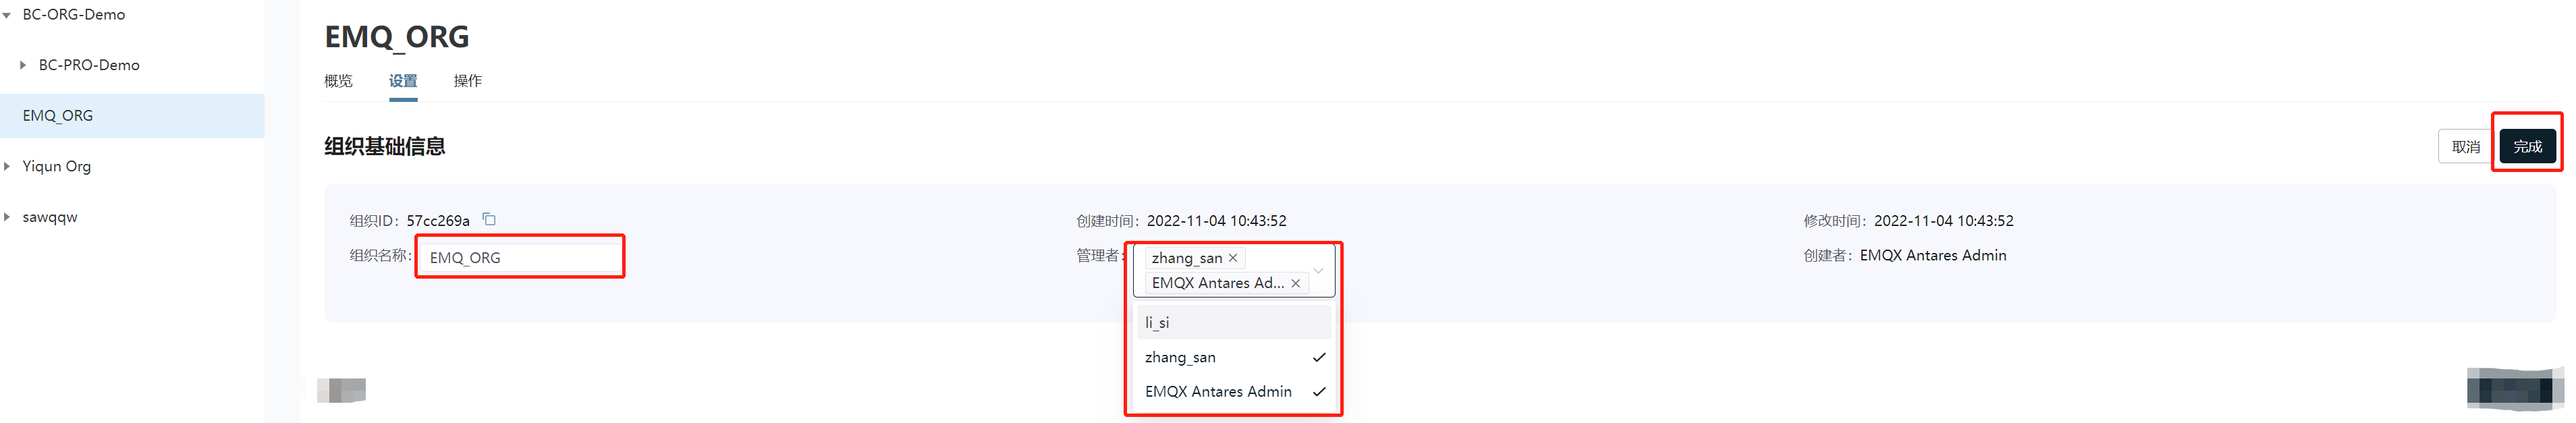 BC-ORG-Demo
BC-PRO-Demo
EMQ_ORG
Yiqun Org
sawqqw
EMQ_ORG
概览 设置 操作
组织基础信息
取消 完成
组织ID: 57cc269a 创建时间: 2022-11-04 10:43:52 修改时间: 2022-11-04 10:43:52
组织名称: EMQ_ORG 管理者: zhang_san 创建者: EMQX Antares Admin
EMQX Antares Ad...
li_si
zhang_san
EMQX Antares Admin